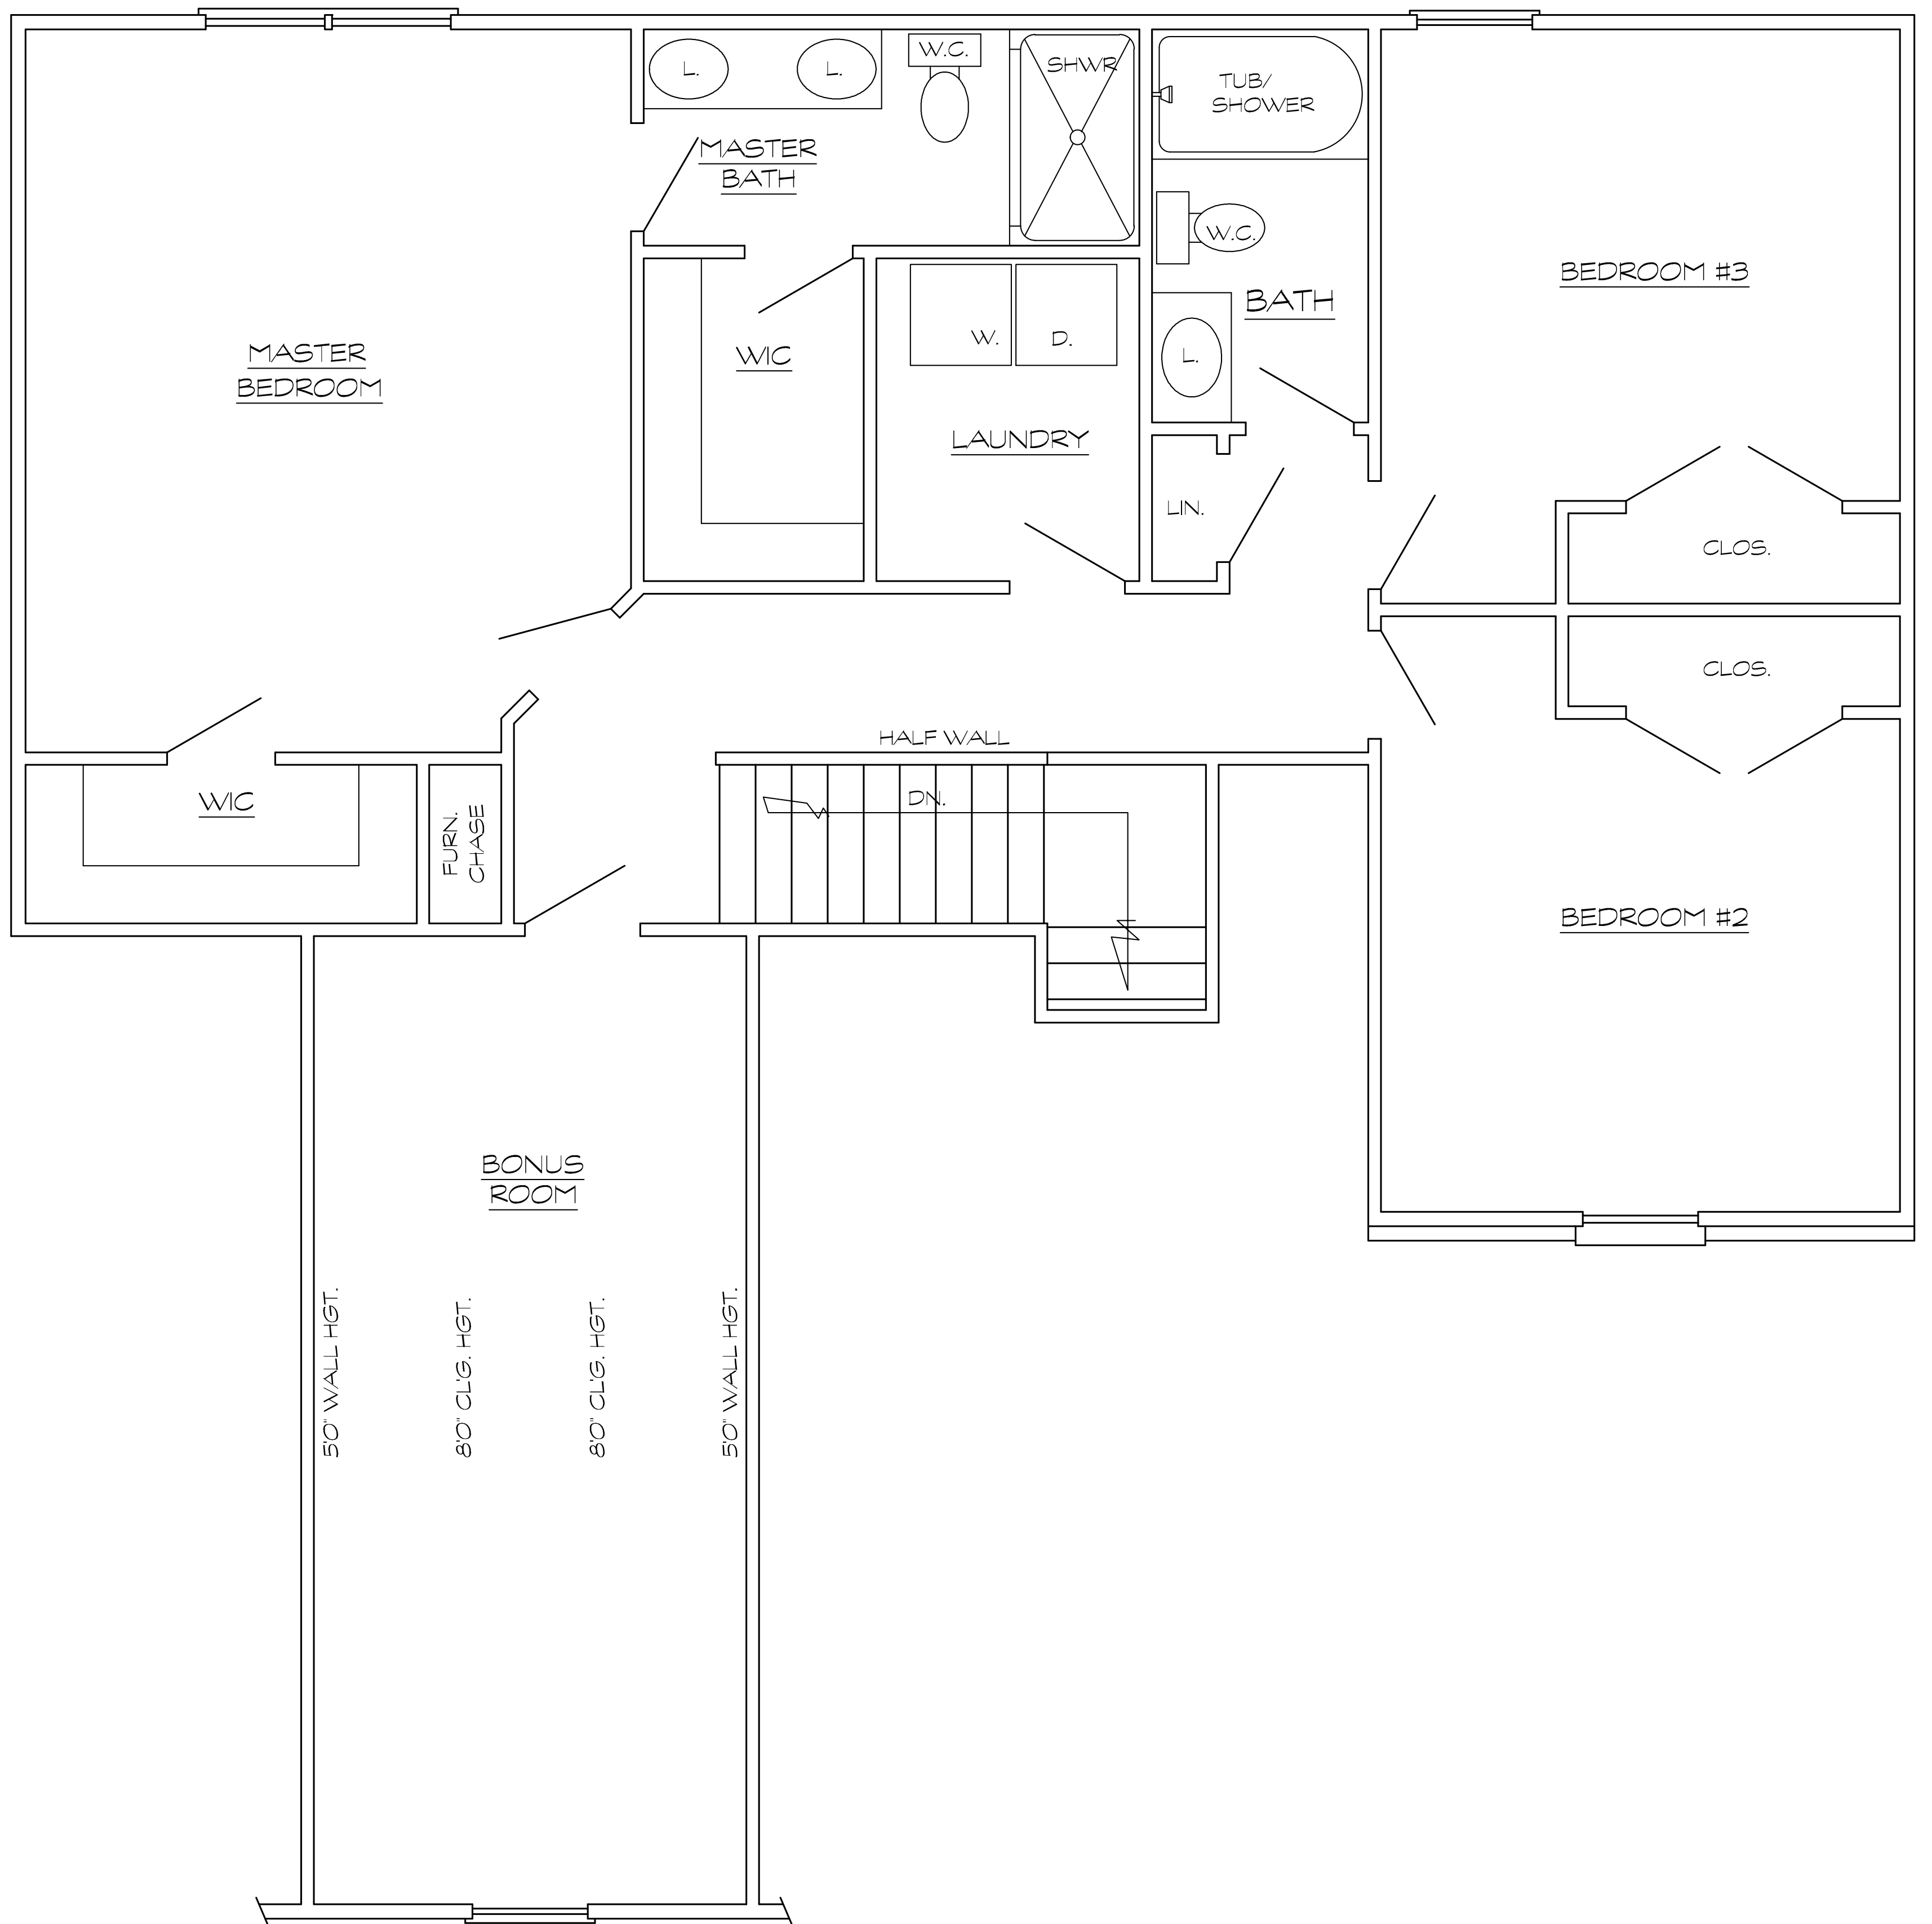 L.
L.
W.C.
SHWR
TUB/
SHOWER
MASTER
BATH
W.C.
BEDROOM #3
BATH
MASTER
BEDROOM
WIC
W.
D.
L.
LAUNDRY
LIN.
CLOS.
CLOS.
HALF WALL
WIC
FURN.
CHASE
DN.
BEDROOM #2
BONUS
ROOM
5'0" WALL HGT.
8'0" CL'G. HGT.
8'0" CL'G. HGT.
5'0" WALL HGT.